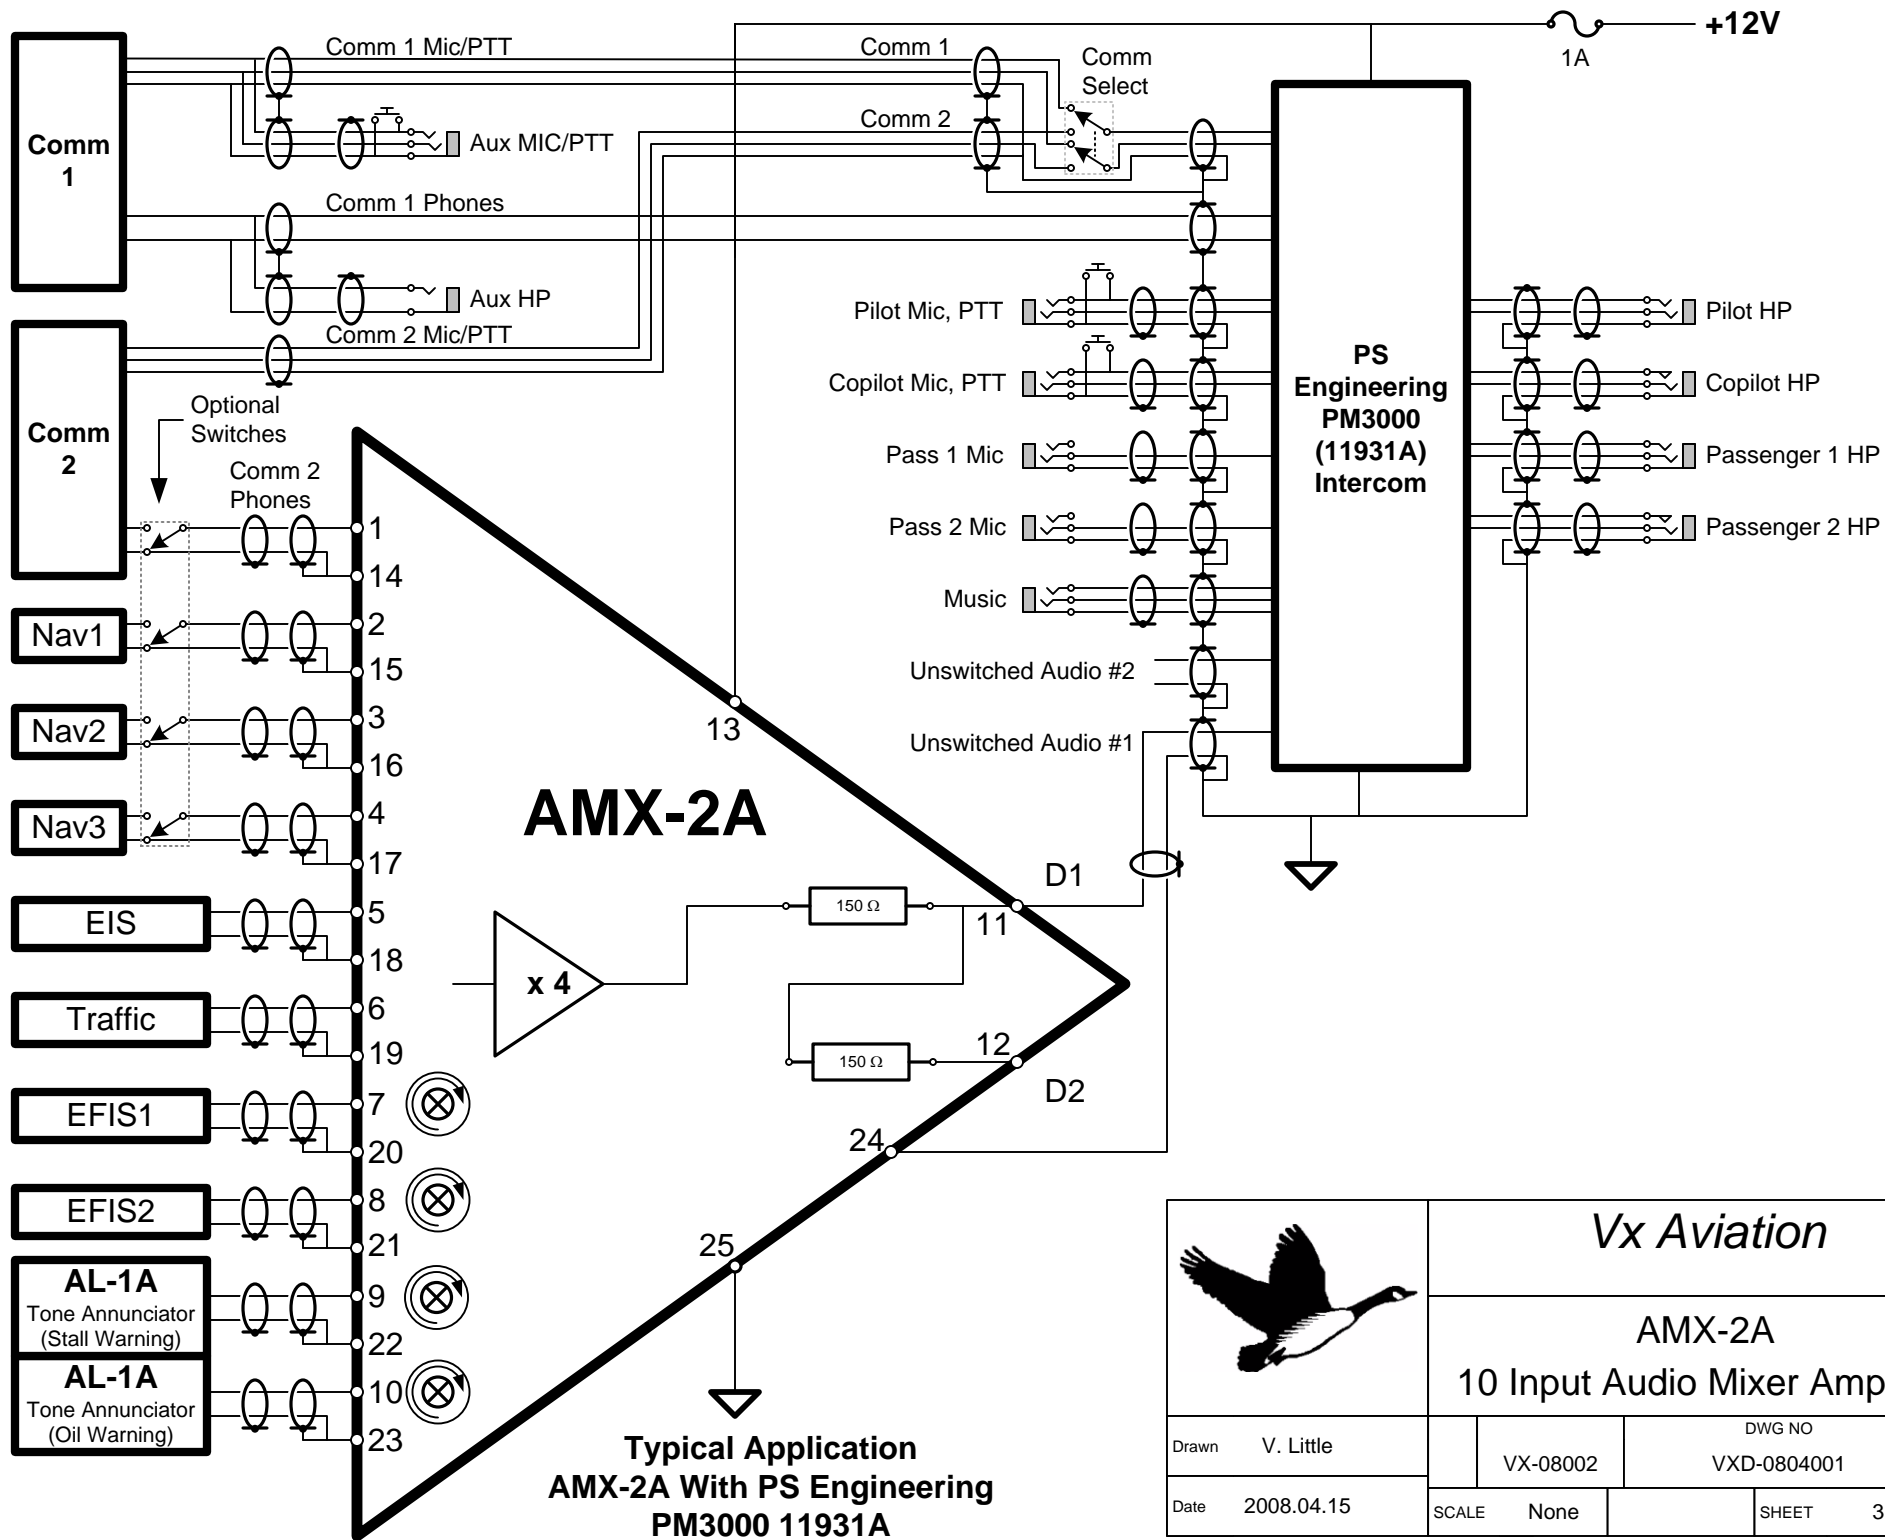 +12V
1A
Comm 1 Mic/PTT
Comm 1
Comm
Select
Comm
1
Aux MIC/PTT
Comm 2
Comm 1 Phones
Aux HP
Comm 2 Mic/PTT
Comm
2
Optional
Switches
Comm 2
Phones
Pilot Mic, PTT
Copilot Mic, PTT
Pass 1 Mic
Pass 2 Mic
Music
Unswitched Audio #2
Unswitched Audio #1
PS
Engineering
PM3000
(11931A)
Intercom
Pilot HP
Copilot HP
Passenger 1 HP
Passenger 2 HP
1
14
Nav1
2
15
Nav2
3
16
Nav3
4
17
EIS
5
18
Traffic
6
19
EFIS1
7
20
EFIS2
8
21
AL-1A
Tone Annunciator
(Stall Warning)
9
22
AL-1A
Tone Annunciator
(Oil Warning)
10
23
13
AMX-2A
x 4
150 Ω
D1
11
150 Ω
12
D2
24
25
Typical Application
AMX-2A With PS Engineering
PM3000 11931A
Vx Aviation
AMX-2A
10 Input Audio Mixer Amp
Drawn V. Little
VX-08002
DWG NO
VXD-0804001
Date 2008.04.15
SCALE None
SHEET 3